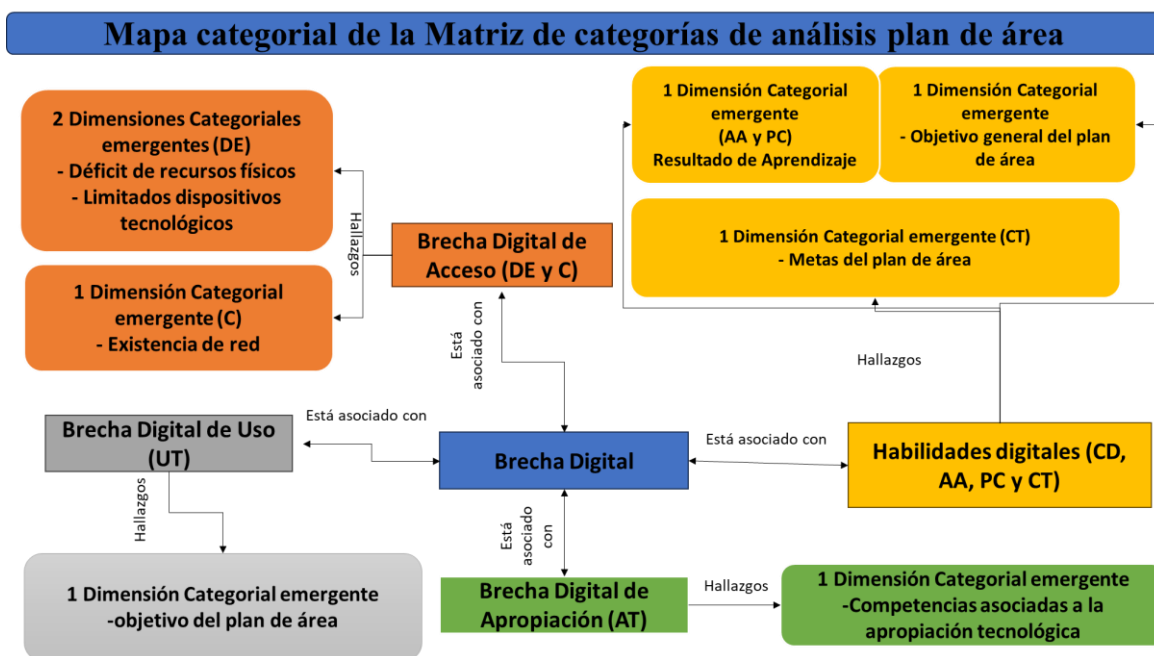 Mapa categorial de la Matriz de categorías de análisis plan de área
2 Dimensiones Categoriales
emergentes (DE)
- Déficit de recursos físicos
- Limitados dispositivos
tecnológicos
Hallazgos
1 Dimensión Categorial
emergente (C)
- Existencia de red
Brecha Digital de
Acceso (DE y C)
1 Dimensión Categorial
emergente
(AA y PC)
Resultado de Aprendizaje
1 Dimensión Categorial
emergente
- Objetivo general del plan
de área
1 Dimensión Categorial emergente (CT)
- Metas del plan de área
Está
asociado con
Hallazgos
Brecha Digital de Uso
(UT)
Está asociado con
Brecha Digital
Está asociado con
Habilidades digitales (CD,
AA, PC y CT)
Hallazgos
Está
asociado
con
1 Dimensión Categorial emergente
-objetivo del plan de área
Brecha Digital de
Apropiación (AT)
Hallazgos
1 Dimensión Categorial emergente
-Competencias asociadas a la
apropiación tecnológica